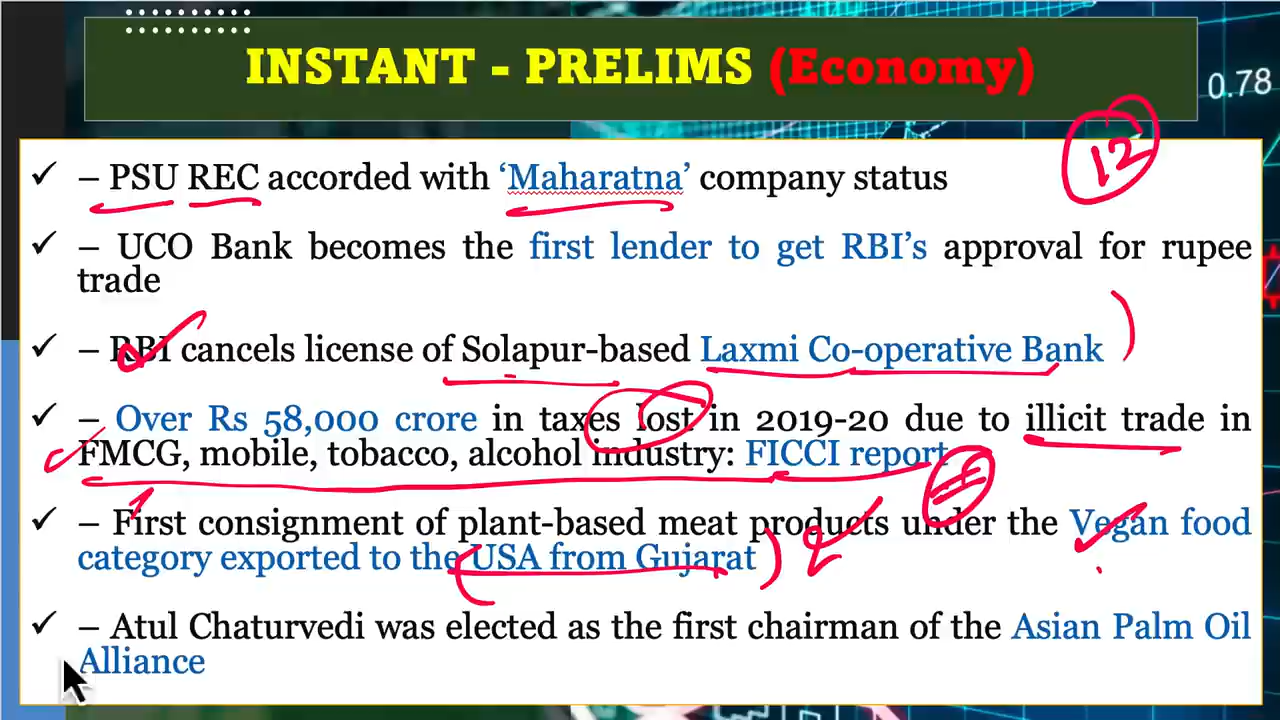 INSTANT - PRELIMS (Economy)
0.78
12
✓ – PSU REC accorded with ‘Maharatna’ company status
✓ – UCO Bank becomes the first lender to get RBI’s approval for rupee
trade
✓ – RBI cancels license of Solapur-based Laxmi Co-operative Bank
✓ – Over Rs 58,000 crore in taxes lost in 2019-20 due to illicit trade in
FMCG, mobile, tobacco, alcohol industry: FICCI report
✓ – First consignment of plant-based meat products under the Vegan food
category exported to the USA from Gujarat
✓ – Atul Chaturvedi was elected as the first chairman of the Asian Palm Oil
Alliance